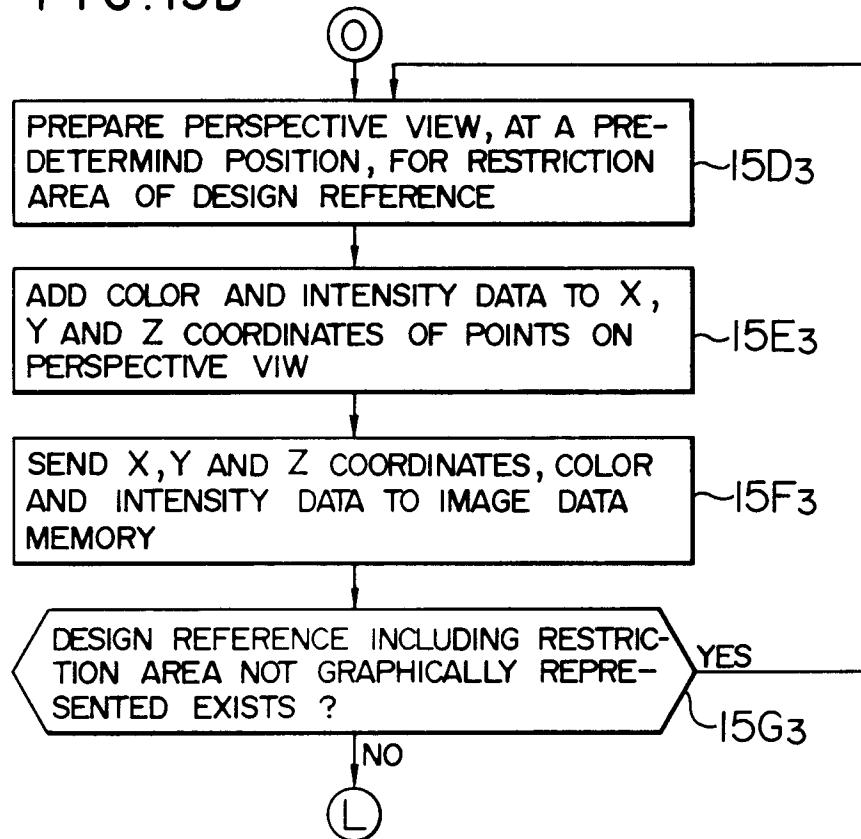 FIG.15D
O
PREPARE PERSPECTIVE VIEW, AT A PRE-
DETERMIND POSITION, FOR RESTRICTION
AREA OF DESIGN REFERENCE
15D3
ADD COLOR AND INTENSITY DATA TO X,
Y AND Z COORDINATES OF POINTS ON
PERSPECTIVE VIW
15E3
SEND X,Y AND Z COORDINATES, COLOR
AND INTENSITY DATA TO IMAGE DATA
MEMORY
15F3
DESIGN REFERENCE INCLUDING RESTRIC-
TION AREA NOT GRAPHICALLY REPRE-
SENTED EXISTS ?
YES
15G3
NO
L